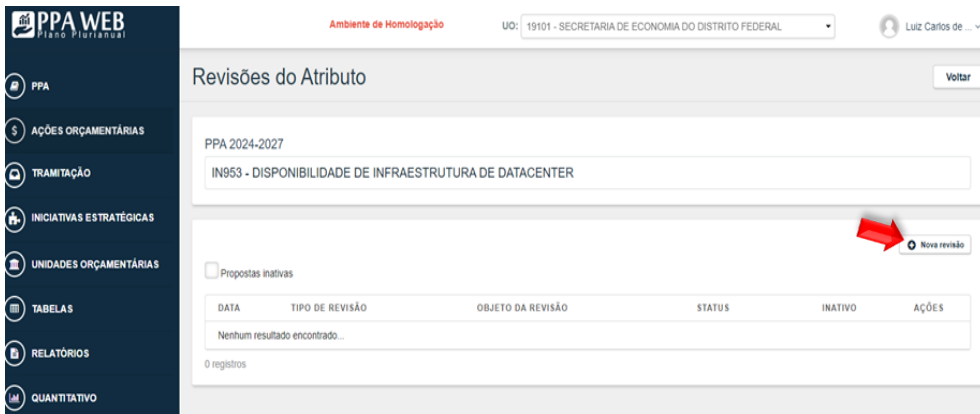 PPA WEB
Plano Plurianual
Ambiente de Homologação
UO: 19101 - SECRETARIA DE ECONOMIA DO DISTRITO FEDERAL
Luiz Carlos de ...
PPA
AÇÕES ORÇAMENTÁRIAS
TRAMITAÇÃO
INICIATIVAS ESTRATÉGICAS
UNIDADES ORÇAMENTÁRIAS
TABELAS
RELATÓRIOS
QUANTITATIVO
Revisões do Atributo
Voltar
PPA 2024-2027
IN953 - DISPONIBILIDADE DE INFRAESTRUTURA DE DATACENTER
Nova revisão
Propostas inativas
DATA TIPO DE REVISÃO OBJETO DA REVISÃO STATUS INATIVO AÇÕES
Nenhum resultado encontrado...
0 registros